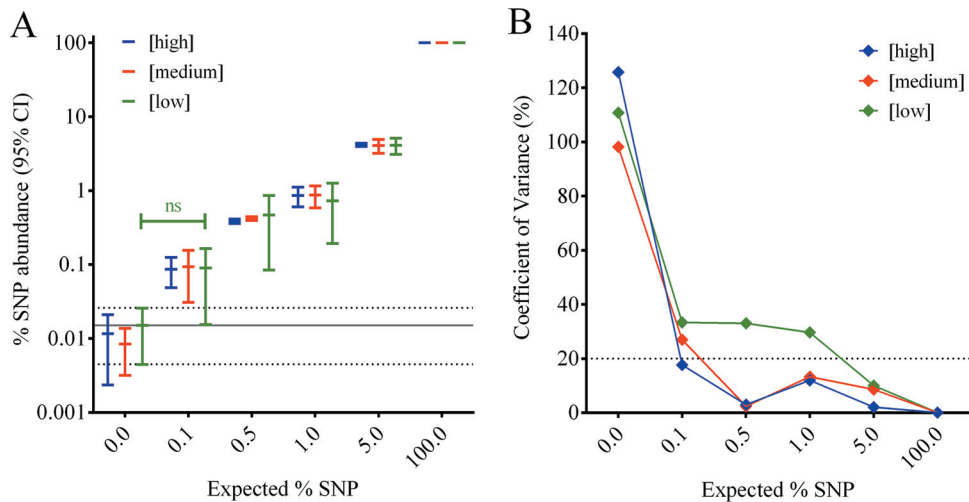 A
[high]
[medium]
[low]
ns
100
10
1
0.1
0.01
0.001
% SNP abundance (95% CI)
0.0
0.1
0.5
1.0
5.0
100.0
Expected % SNP
B
[high]
[medium]
[low]
140
120
100
80
60
40
20
0
Coefficient of Variance (%)
0.0
0.1
0.5
1.0
5.0
100.0
Expected % SNP